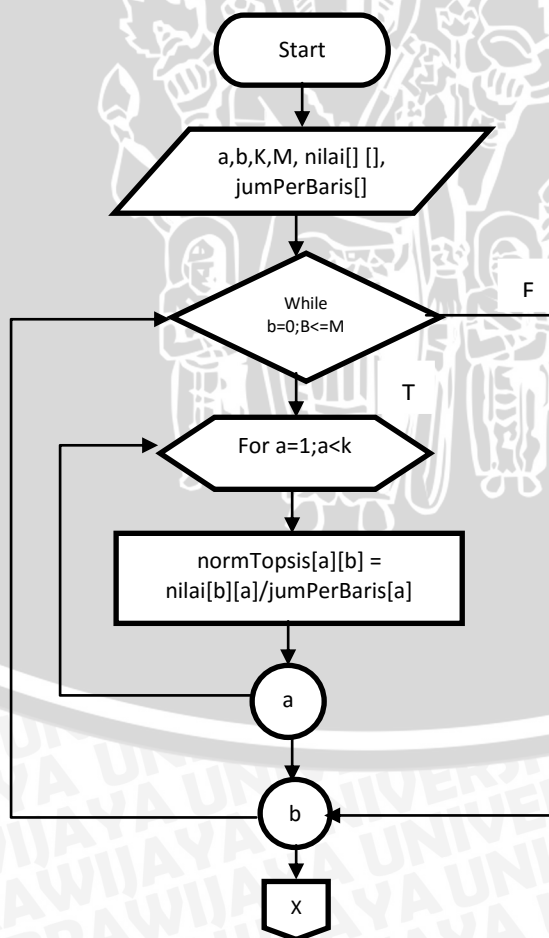 Start
a,b,K,M, nilai[] [],
jumPerBaris[]
While
b=0;B<=M
F
T
For a=1;a<k
normTopsis[a][b] =
nilai[b][a]/jumPerBaris[a]
a
b
X